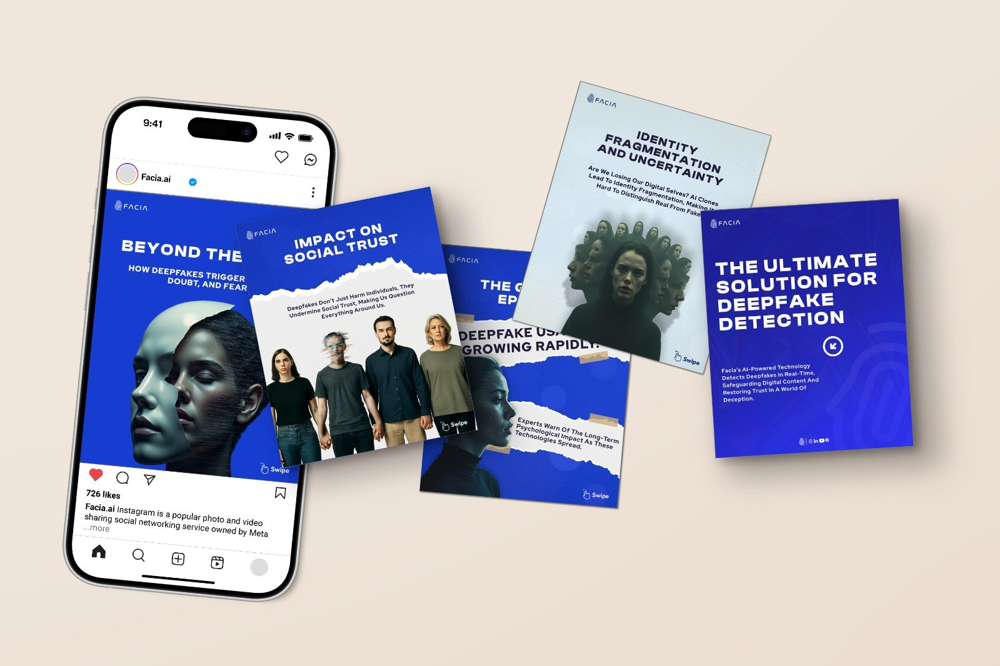 9:41
Facia.ai
FACIA
BEYOND THE
HOW DEEPFAKES TRIGGER
DOUBT, AND FEAR
Swipe
726 likes
Facia.ai Instagram is a popular photo and video
sharing social networking service owned by Meta
...more
FACIA
IMPACT ON
SOCIAL TRUST
Deepfakes Don't Just Harm Individuals, They
Undermine Social Trust, Making Us Question
Everything Around Us.
Swipe
FACIA
THE
EP
DEEPFAKE
GROWING RAPIDLY.
Experts Warn Of The Long-Term
Psychological Impact As These
Technologies Spread.
Swipe
FACIA
IDENTITY
FRAGMENTATION
AND UNCERTAINTY
Are We Losing Our Digital Selves? AI Clones
Lead To Identity Fragmentation, Making It
Hard To Distinguish Real From Fake
Swipe
FACIA
THE ULTIMATE
SOLUTION FOR
DEEPFAKE
DETECTION
Facia's AI-Powered Technology
Detects Deepfakes In Real-Time,
Safeguarding Digital Content And
Restoring Trust In A World Of
Deception.